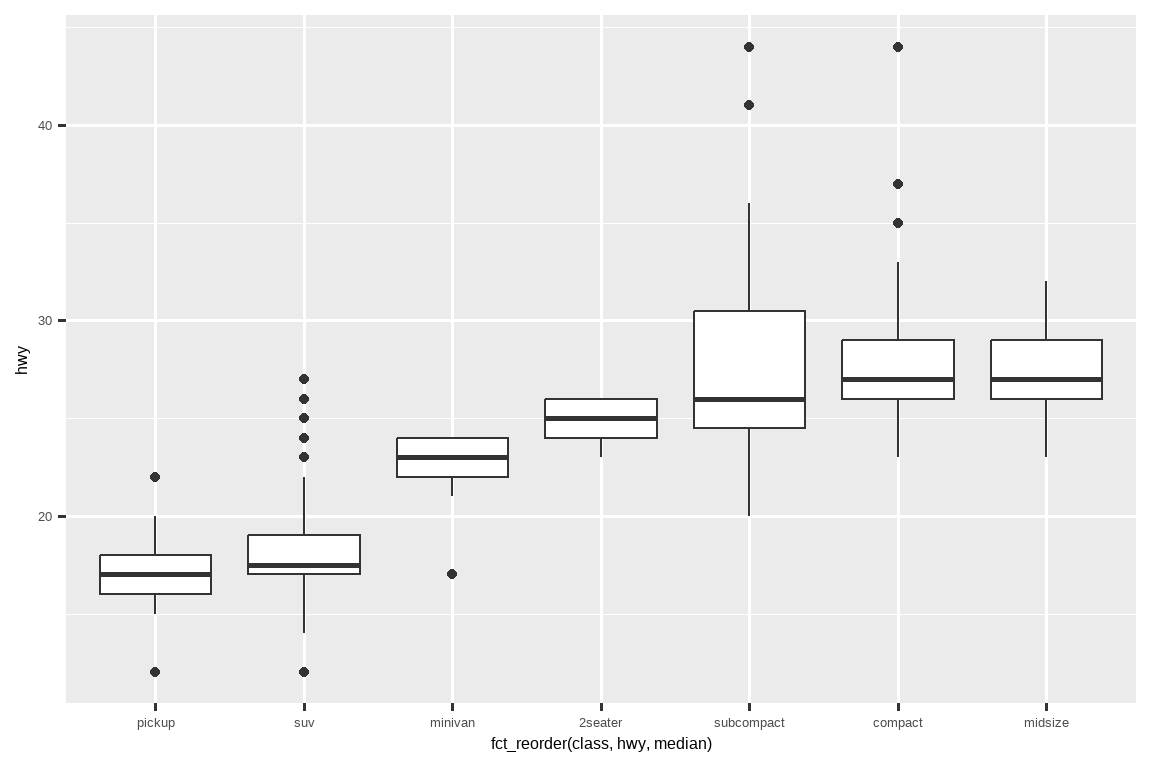 hwy
40
30
20
pickup suv minivan 2seater subcompact compact midsize
fct_reorder(class, hwy, median)